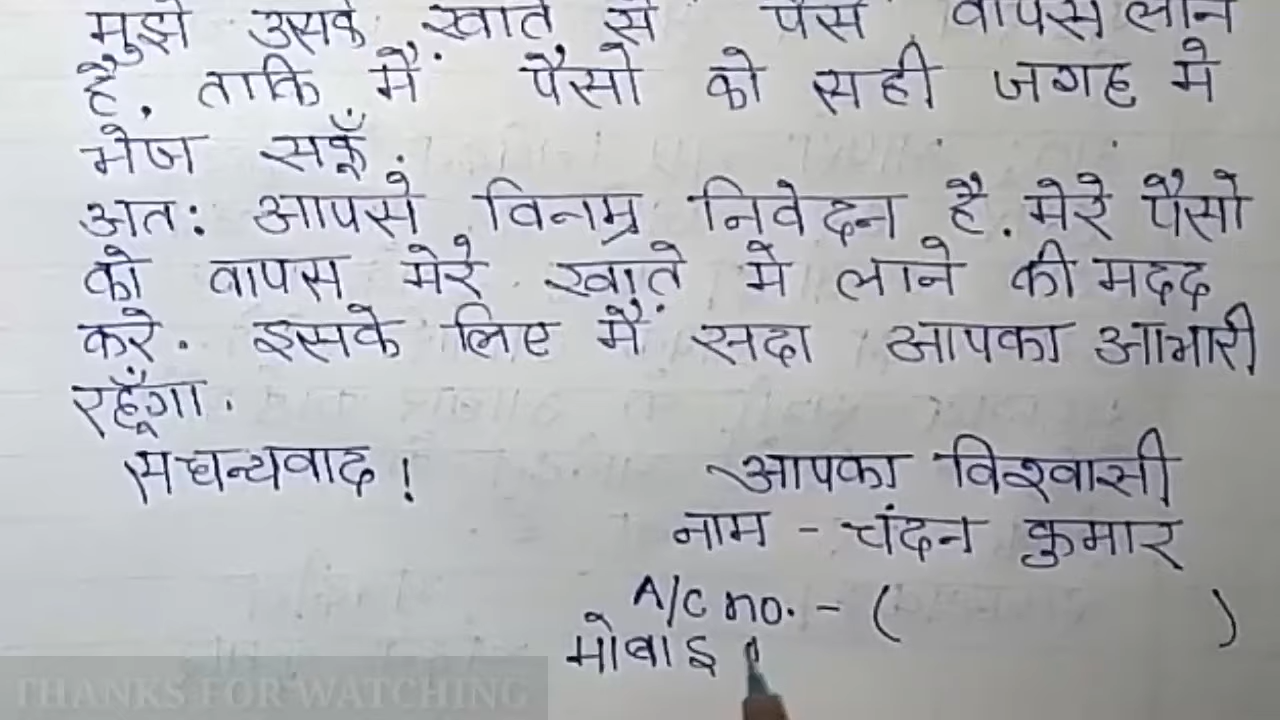 मुझे उसके खाते से पैसे वापस लाने
है. ताकि मैं पैसो को सही जगह मे
भेज सकूँ.
अत: आपसे विनम्र निवेदन है. मेरे पैसो
को वापस मेरे खाते मे लाने की मदद
करे. इसके लिए मैं सदा आपका आभारी
रहूँगा.
सधन्यवाद !
आपका विश्वासी
नाम - चंदन कुमार
A/C no. - ( )
मोबाइ
THANKS FOR WATCHING